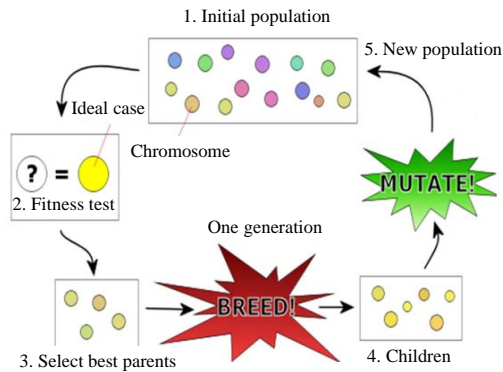 1. Initial population
5. New population
Ideal case
Chromosome
? =
2. Fitness test
MUTATE!
One generation
BREED!
3. Select best parents
4. Children